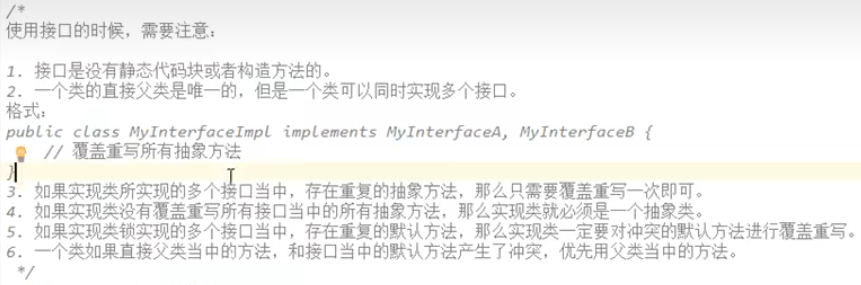 /*
使用接口的时候，需要注意：
1. 接口是没有静态代码块或者构造方法的。
2. 一个类的直接父类是唯一的，但是一个类可以同时实现多个接口。
格式：
public class MyInterfaceImpl implements MyInterfaceA, MyInterfaceB {
// 覆盖重写所有抽象方法
}
3. 如果实现类所实现的多个接口当中，存在重复的抽象方法，那么只需要覆盖重写一次即可。
4. 如果实现类没有覆盖重写所有接口当中的所有抽象方法，那么实现类就必须是一个抽象类。
5. 如果实现类锁实现的多个接口当中，存在重复的默认方法，那么实现类一定要对冲突的默认方法进行覆盖重写。
6. 一个类如果直接父类当中的方法，和接口当中的默认方法产生了冲突，优先用父类当中的方法。
*/